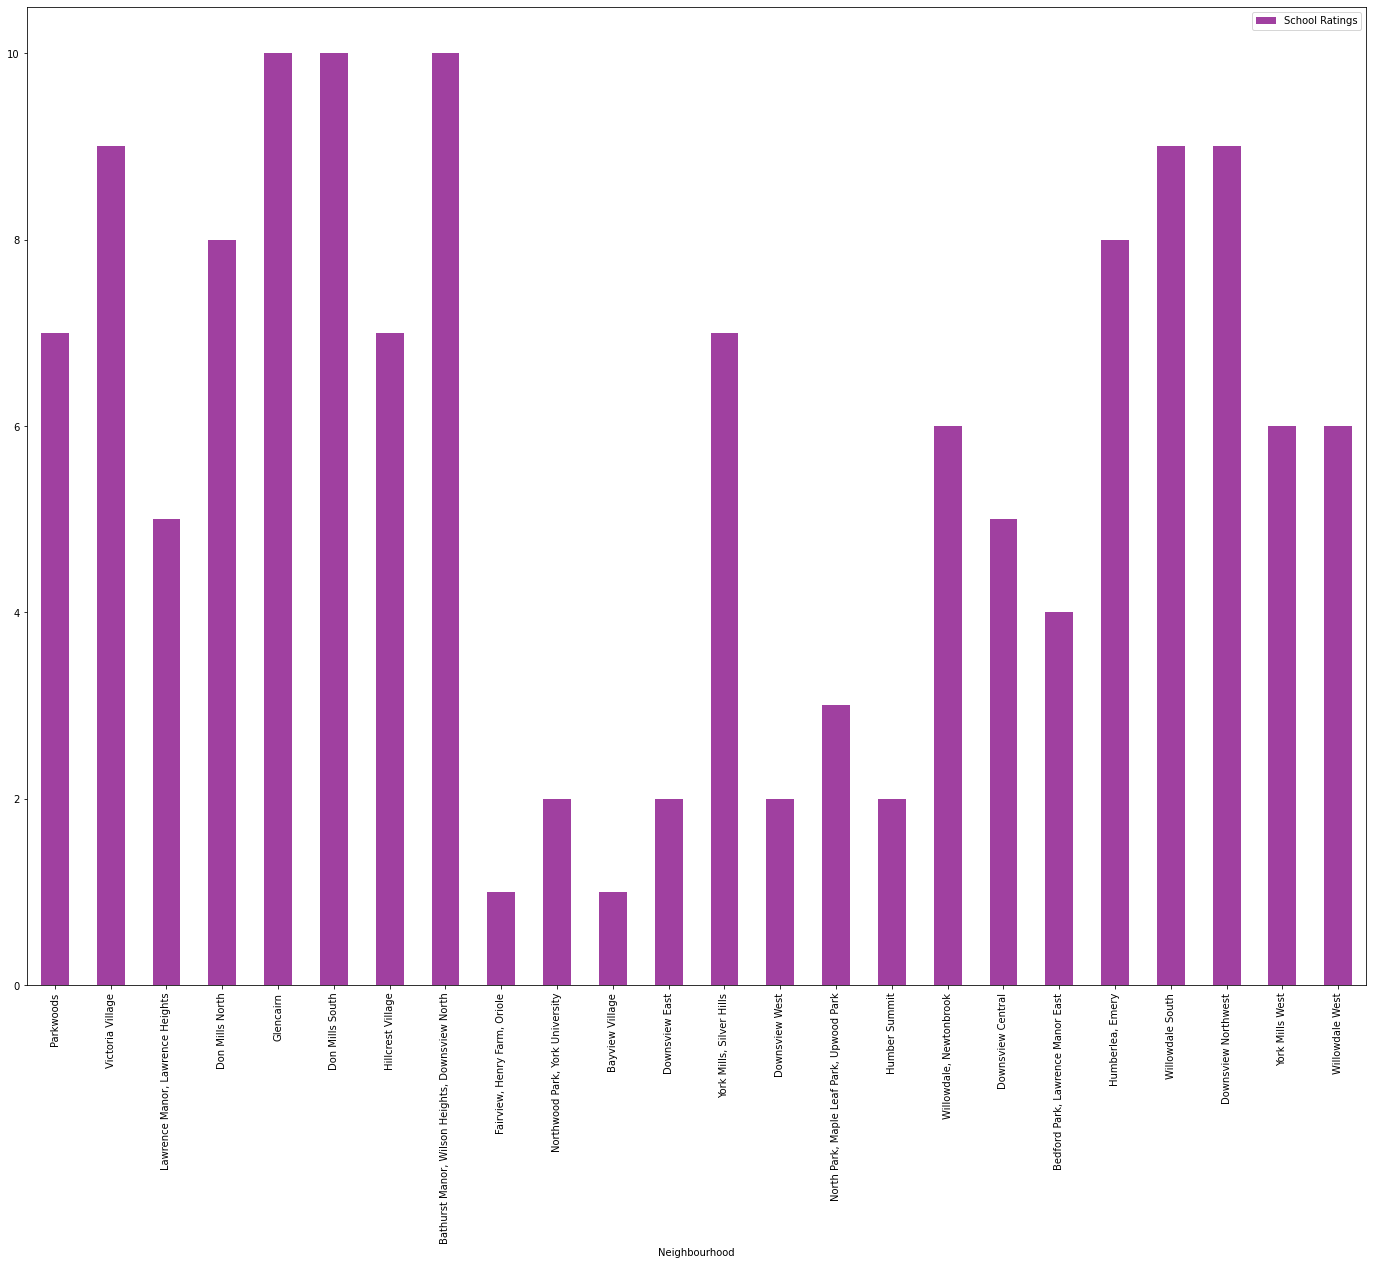 School Ratings
10
8
6
4
2
0
Parkwoods
Victoria Village
Lawrence Manor, Lawrence Heights
Don Mills North
Glencairn
Don Mills South
Hillcrest Village
Bathurst Manor, Wilson Heights, Downsview North
Fairview, Henry Farm, Oriole
Northwood Park, York University
Bayview Village
Downsview East
York Mills, Silver Hills
Downsview West
North Park, Maple Leaf Park, Upwood Park
Humber Summit
Willowdale, Newtonbrook
Downsview Central
Bedford Park, Lawrence Manor East
Humberlea, Emery
Willowdale South
Downsview Northwest
York Mills West
Willowdale West
Neighbourhood